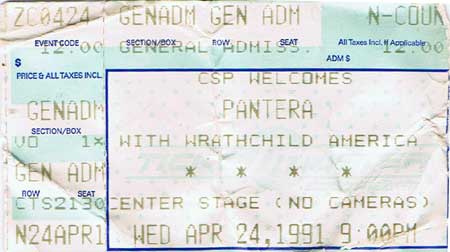 ZC0424 GENADM GEN ADM N-COUN
EVENT CODE SECTION/BOX ROW SEAT All Taxes Incl. If Applicable
12.00 GENERAL ADMISS. 12.00
$ ADM $
PRICE & ALL TAXES INCL CSP WELCOMES
GENADM PANTERA
SECTION/BOX
VO 1X WITH WRATHCHILD AMERICA
GEN ADM * * * *
ROW SEAT
CTS2130 CENTER STAGE (NO CAMERAS)
N24APR1 WED APR 24,1991 9:00PM